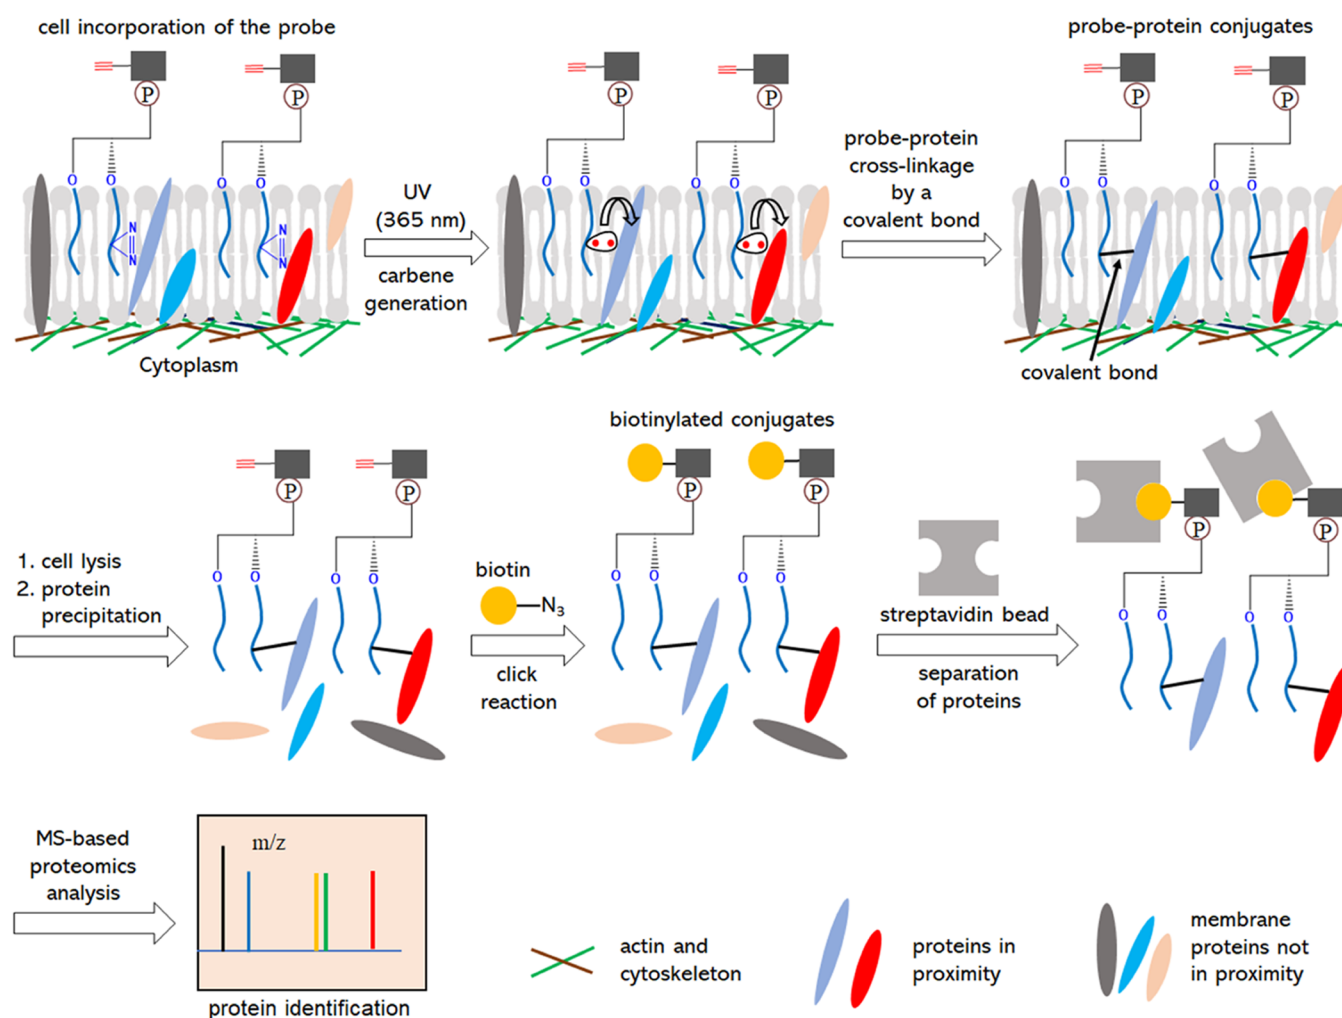 cell incorporation of the probe
probe-protein conjugates
P
P
P
P
P
P
O
O
O
O
O
O
O
O
O
O
O
O
N
N
N
N
UV
(365 nm)
carbene
generation
probe-protein
cross-linkage
by a
covalent bond
Cytoplasm
covalent bond
biotinylated conjugates
P
P
P
P
P
P
1. cell lysis
2. protein
precipitation
O
O
O
O
O
O
O
O
O
O
O
O
biotin
N3
click
reaction
streptavidin bead
separation
of proteins
MS-based
proteomics
analysis
m/z
protein identification
actin and
cytoskeleton
proteins in
proximity
membrane
proteins not
in proximity